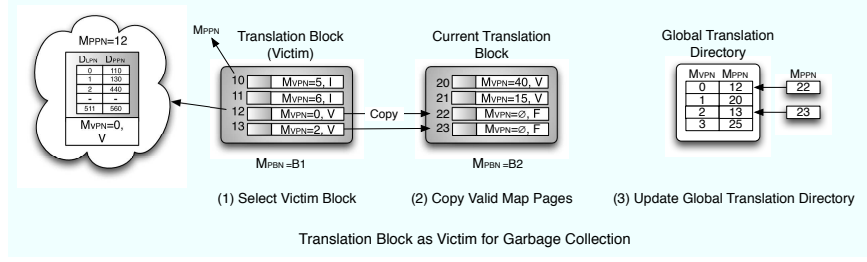 MPPN=12
DLPN DPPN
0 110
1 130
2 440
- -
511 560
MVPN=0,
V
MPPN
Translation Block
(Victim)
10 MVPN=5, I
11 MVPN=6, I
12 MVPN=0, V
13 MVPN=2, V
MPBN =B1
Copy
Current Translation
Block
20 MVPN=40, V
21 MVPN=15, V
22 MVPN=∅, F
23 MVPN=∅, F
MPBN =B2
Global Translation
Directory
MVPN MPPN
0 12
1 20
2 13
3 25
MPPN
22
23
(1) Select Victim Block
(2) Copy Valid Map Pages
(3) Update Global Translation Directory
Translation Block as Victim for Garbage Collection